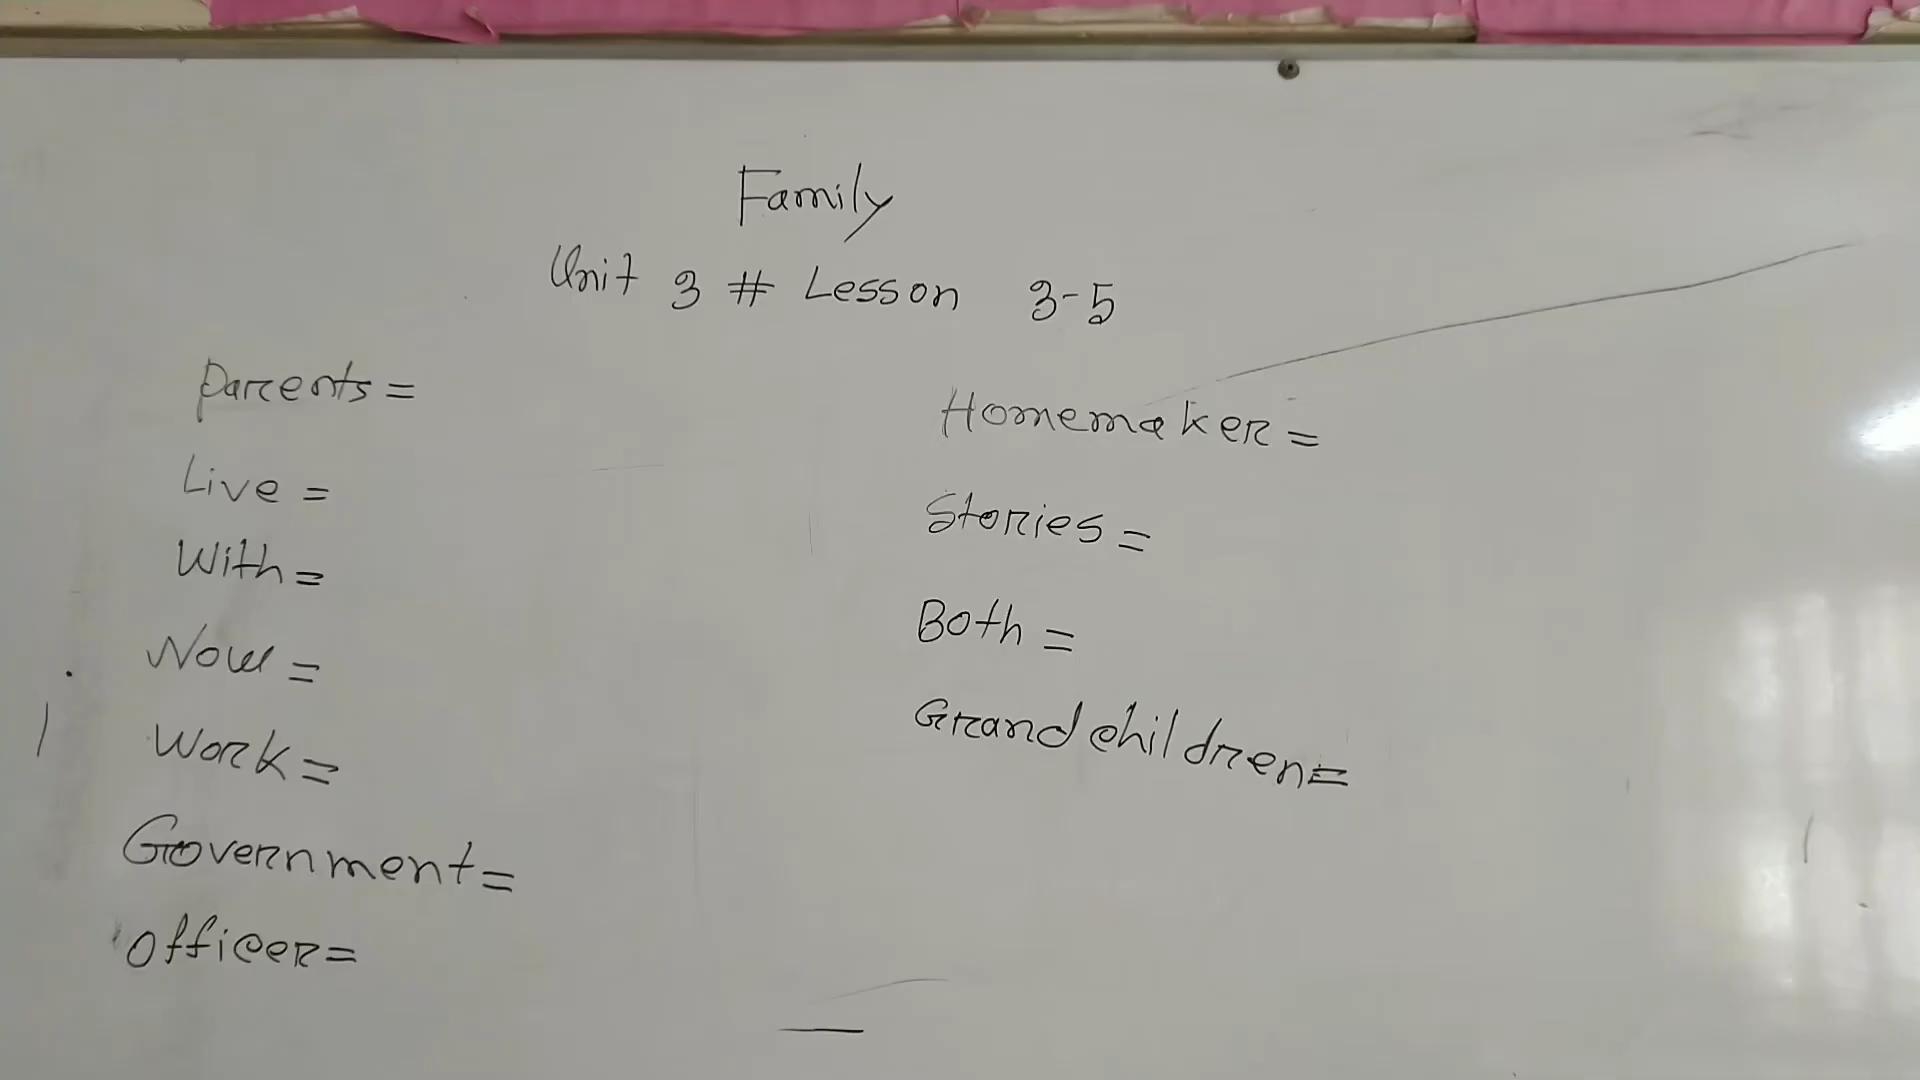 Family
Unit 3 # Lesson 3-5
Parents =
Live =
With =
Now =
Work =
Government =
Officer =
Homemaker =
Stories =
Both =
Grandchildren =